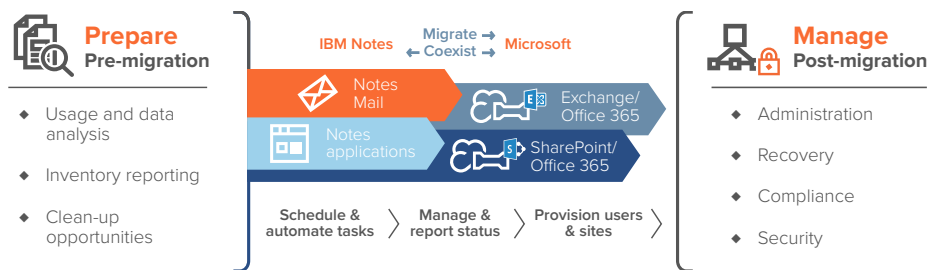 Prepare
Pre-migration
Usage and data
analysis
Inventory reporting
Clean-up
opportunities
IBM Notes
Migrate
Coexist
Microsoft
Notes
Mail
E
Exchange/
Office 365
Notes
applications
S
SharePoint/
Office 365
Schedule &
automate tasks
Manage &
report status
Provision users
& sites
Manage
Post-migration
Administration
Recovery
Compliance
Security